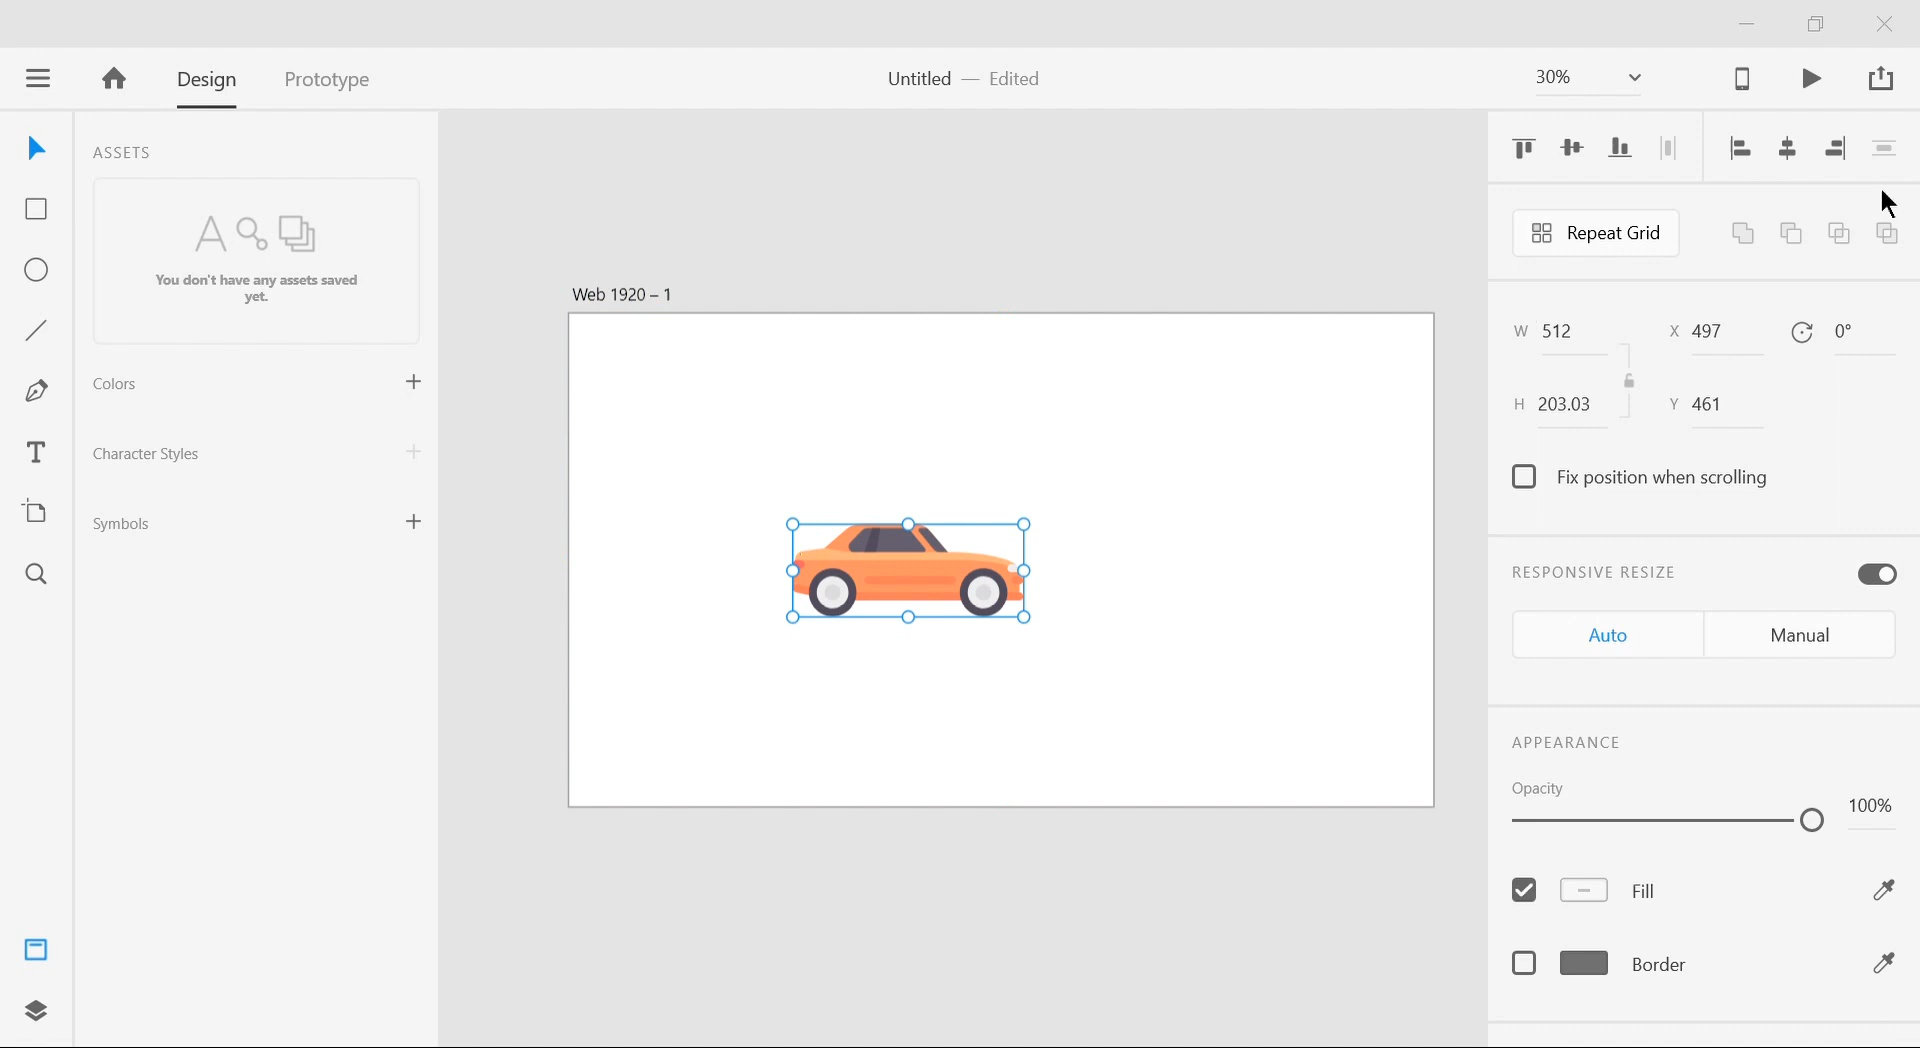 Design
Prototype
Untitled — Edited
30%
ASSETS
You don't have any assets saved
yet.
Colors
Character Styles
Symbols
Web 1920 – 1
Repeat Grid
W 512
X 497
0°
H 203.03
Y 461
Fix position when scrolling
RESPONSIVE RESIZE
Auto
Manual
APPEARANCE
Opacity
100%
Fill
Border